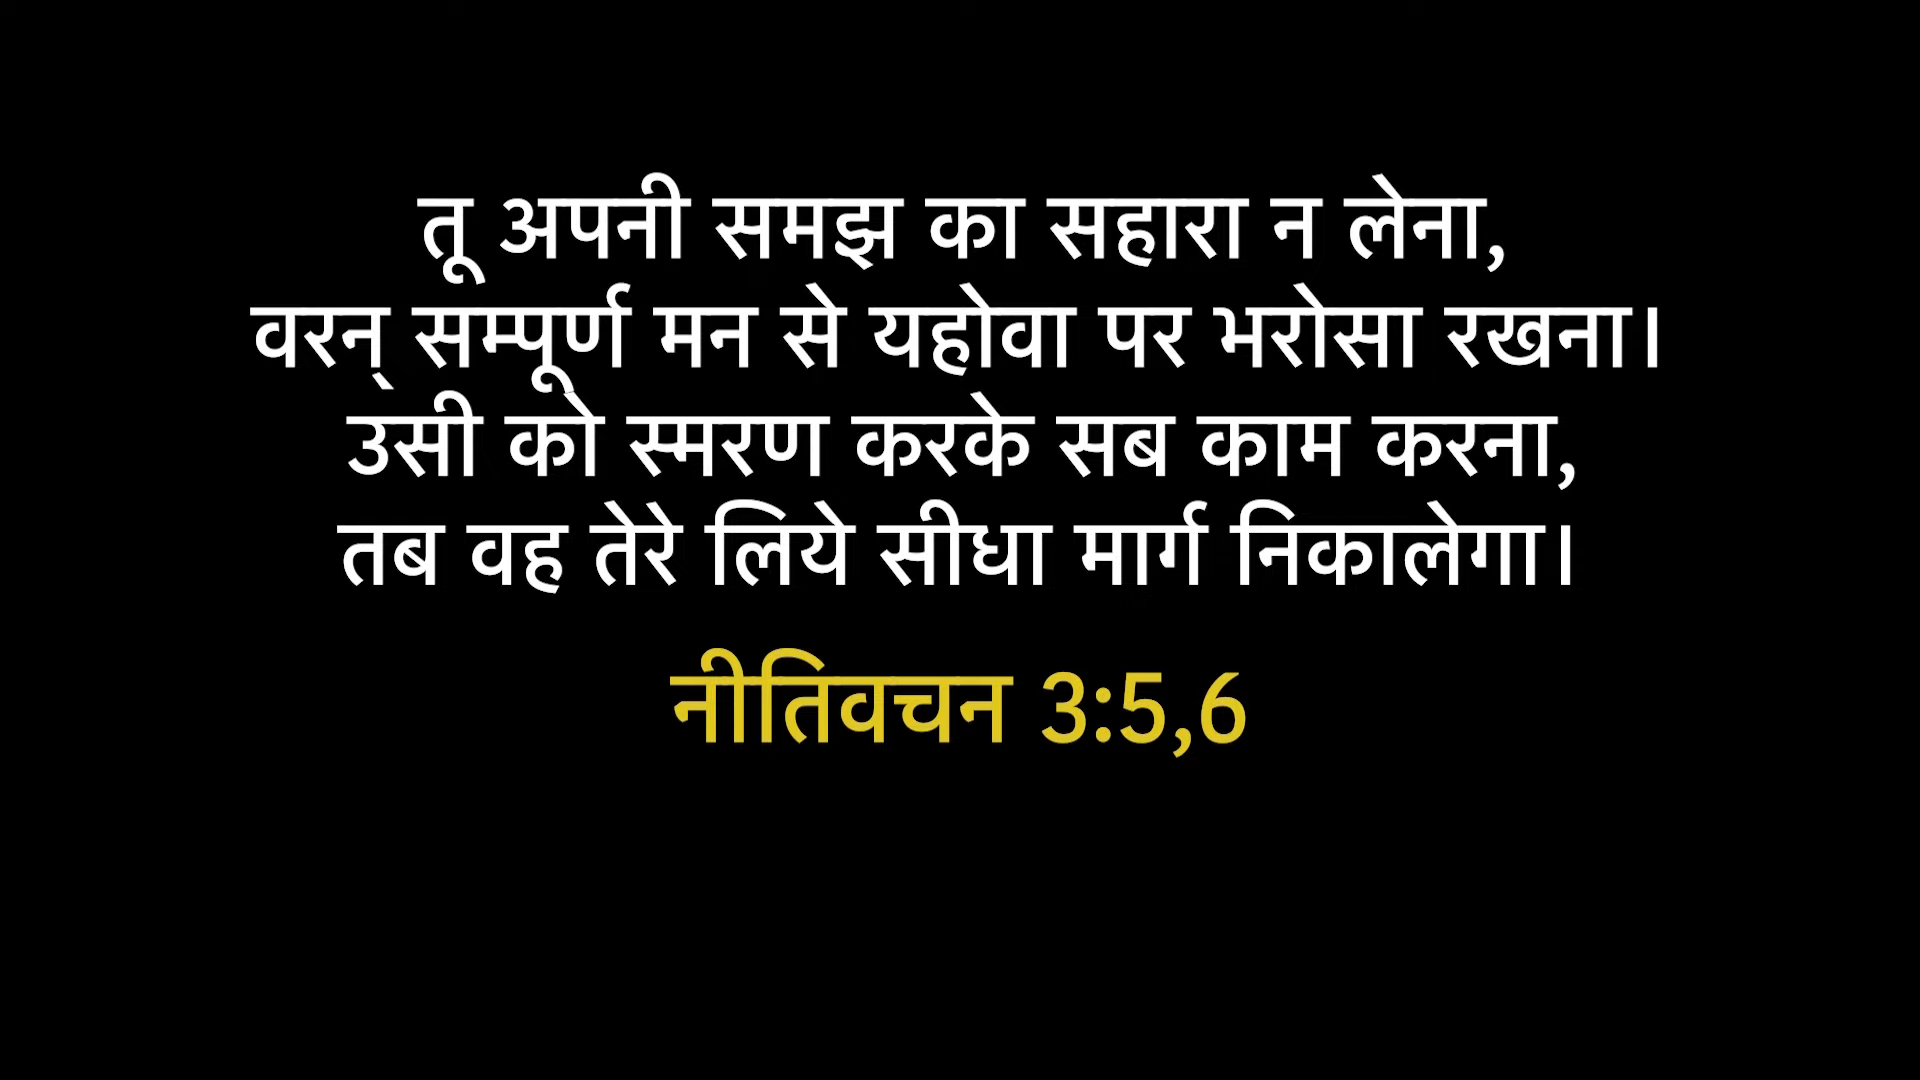 तू अपनी समझ का सहारा न लेना,
वरन् सम्पूर्ण मन से यहोवा पर भरोसा रखना।
उसी को स्मरण करके सब काम करना,
तब वह तेरे लिये सीधा मार्ग निकालेगा।
नीतिवचन 3:5,6